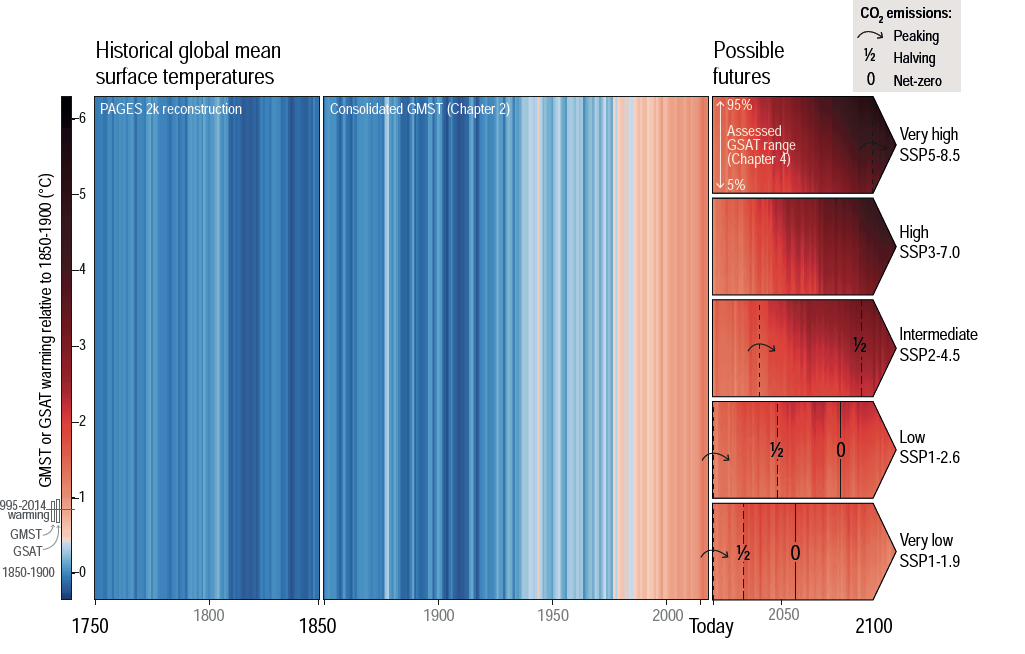 CO2 emissions:
Peaking
½ Halving
0 Net-zero
Historical global mean
surface temperatures
Possible
futures
PAGES 2k reconstruction
Consolidated GMST (Chapter 2)
95%
Assessed
GSAT range
(Chapter 4)
5%
Very high
SSP5-8.5
High
SSP3-7.0
½
Intermediate
SSP2-4.5
½
0
Low
SSP1-2.6
½
0
Very low
SSP1-1.9
GMST or GSAT warming relative to 1850-1900 (°C)
6
5
4
3
2
1
0
995-2014
warming
GMST
GSAT
1850-1900
1750
1800
1850
1900
1950
2000
Today
2050
2100